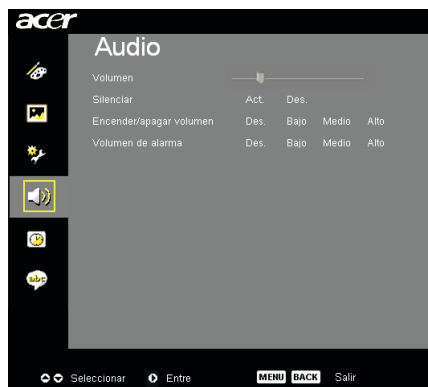 acer
Audio
Volumen
Silenciar Act. Des.
Encender/apagar volumen Des. Bajo Medio Alto
Volumen de alarma Des. Bajo Medio Alto
abc
Seleccionar Entre MENU BACK Salir